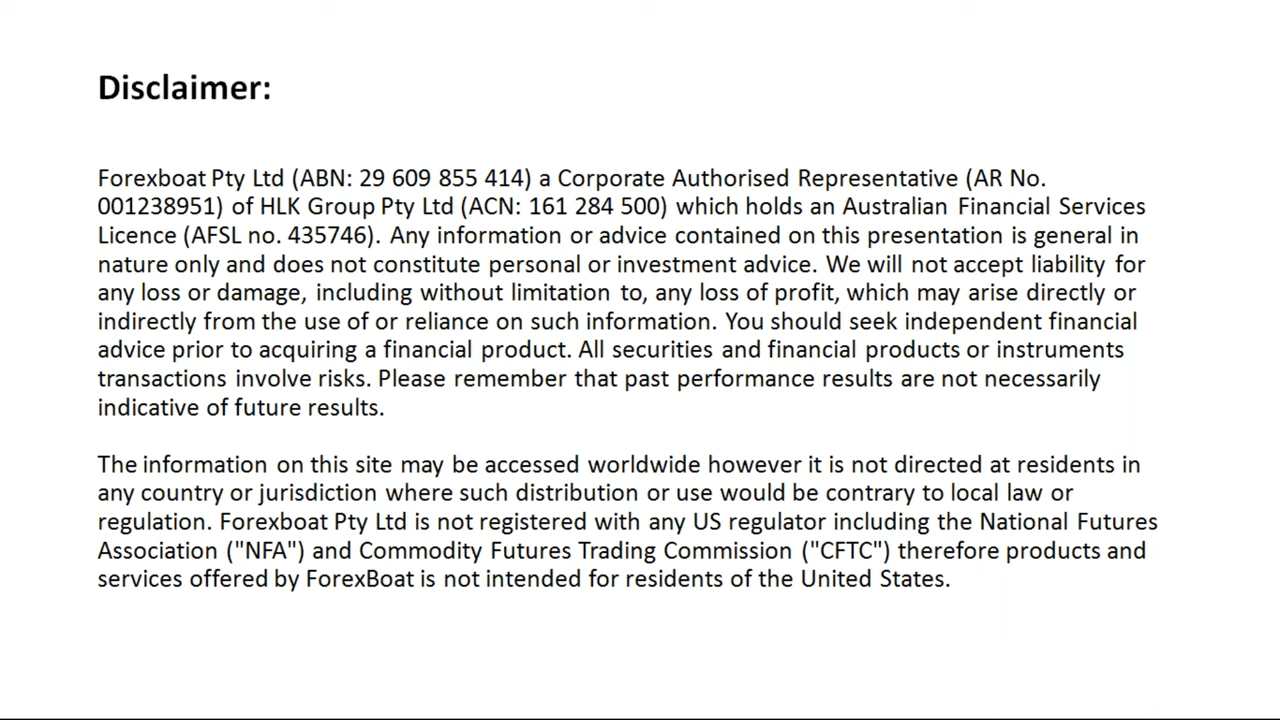 Disclaimer:
Forexboat Pty Ltd (ABN: 29 609 855 414) a Corporate Authorised Representative (AR No.
001238951) of HLK Group Pty Ltd (ACN: 161 284 500) which holds an Australian Financial Services
Licence (AFSL no. 435746). Any information or advice contained on this presentation is general in
nature only and does not constitute personal or investment advice. We will not accept liability for
any loss or damage, including without limitation to, any loss of profit, which may arise directly or
indirectly from the use of or reliance on such information. You should seek independent financial
advice prior to acquiring a financial product. All securities and financial products or instruments
transactions involve risks. Please remember that past performance results are not necessarily
indicative of future results.
The information on this site may be accessed worldwide however it is not directed at residents in
any country or jurisdiction where such distribution or use would be contrary to local law or
regulation. Forexboat Pty Ltd is not registered with any US regulator including the National Futures
Association ("NFA") and Commodity Futures Trading Commission ("CFTC") therefore products and
services offered by ForexBoat is not intended for residents of the United States.